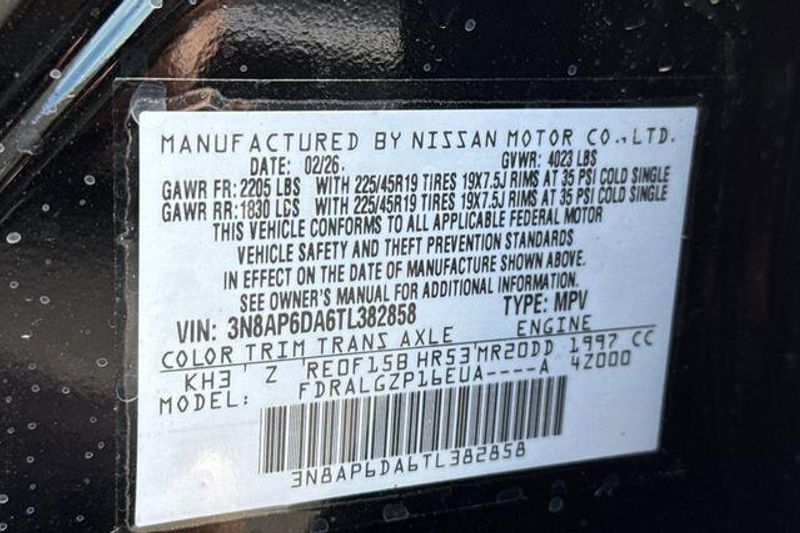 MANUFACTURED BY NISSAN MOTOR CO., LTD.
DATE: 02/26. GVWR: 4023 LBS
GAWR FR: 2205 LBS WITH 225/45R19 TIRES 19X7.5J RIMS AT 35 PSI COLD SINGLE
GAWR RR: 1830 LBS WITH 225/45R19 TIRES 19X7.5J RIMS AT 35 PSI COLD SINGLE
THIS VEHICLE CONFORMS TO ALL APPLICABLE FEDERAL MOTOR
VEHICLE SAFETY AND THEFT PREVENTION STANDARDS
IN EFFECT ON THE DATE OF MANUFACTURE SHOWN ABOVE.
SEE OWNER'S MANUAL FOR ADDITIONAL INFORMATION.
VIN: 3N8AP6DA6TL382858 TYPE: MPV
COLOR TRIM TRANS AXLE ENGINE
KH3 Z RE0F15B HR53 MR20DD 1997 CC
MODEL: FDRALGZP16EUA----A 4Z000
3N8AP6DA6TL382858